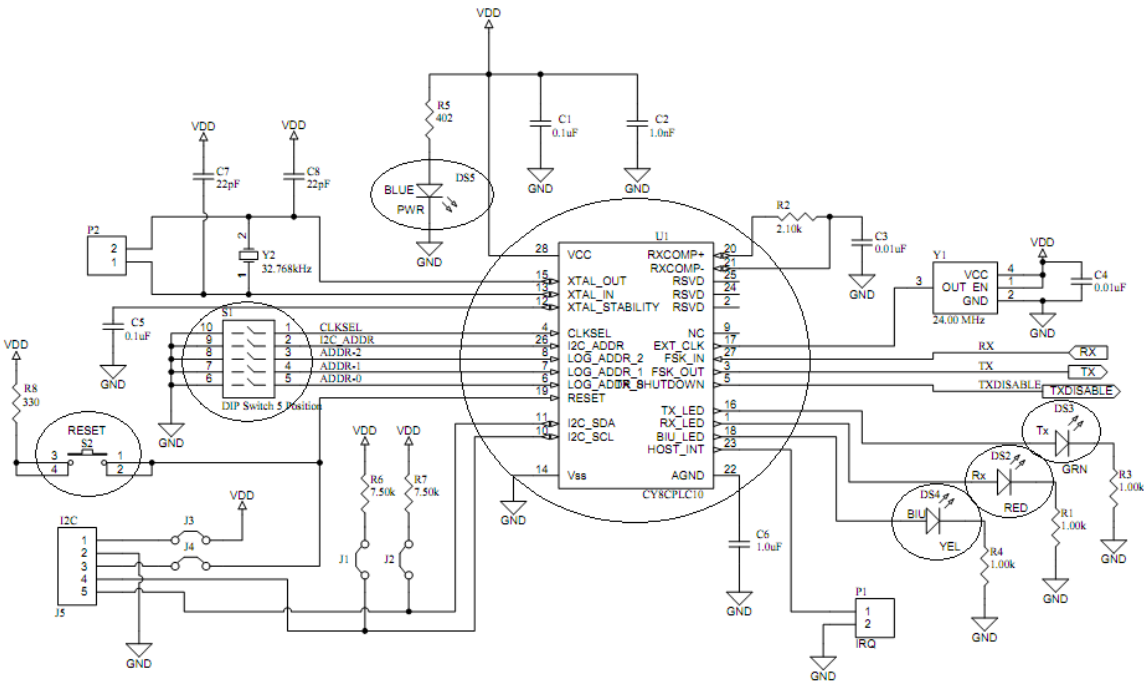 VDD
R5
402
C1
0.1uF
C2
1.0nF
GND
GND
VDD
VDD
C7
22pF
C8
22pF
BLUE
DS5
PWR
GND
P2
2
1
2
Y2
1
32.768kHz
C5
0.1uF
GND
S1
10
9
8
7
6
1
2
3
4
5
CLKSEL
I2C_ADDR
ADDR-2
ADDR-1
ADDR-0
DIP Switch 5 Position
GND
VDD
R8
330
RESET
S2
3
4
1
2
U1
28
VCC
15
XTAL_OUT
13
XTAL_IN
12
XTAL_STABILITY
4
CLKSEL
26
I2C_ADDR
8
LOG_ADDR_2
7
LOG_ADDR_1
6
19
RESET
11
I2C_SDA
10
I2C_SCL
14
Vss
GND
RXCOMP+
20
RXCOMP-
21
RSVD
25
RSVD
24
RSVD
2
NC
9
EXT_CLK
17
FSK_IN
27
FSK_OUT
3
5
TX_LED
16
RX_LED
1
BIU_LED
18
HOST_INT
23
AGND
22
CY8CPLC10
R2
2.10k
C3
0.01uF
GND
Y1
3
VCC
4
OUT EN
1
GND
2
24.00 MHz
VDD
C4
0.01uF
GND
RX
RX
TX
TX
TXDISABLE
TXDISABLE
DS3
Tx
GRN
DS2
Rx
RED
DS4
BIU
YEL
R3
1.00k
GND
R1
1.00k
GND
R4
1.00k
GND
C6
1.0uF
GND
P1
1
2
IRQ
GND
VDD
VDD
R6
7.50k
R7
7.50k
J1
J2
I2C
1
2
3
4
5
J5
J3
J4
VDD
GND